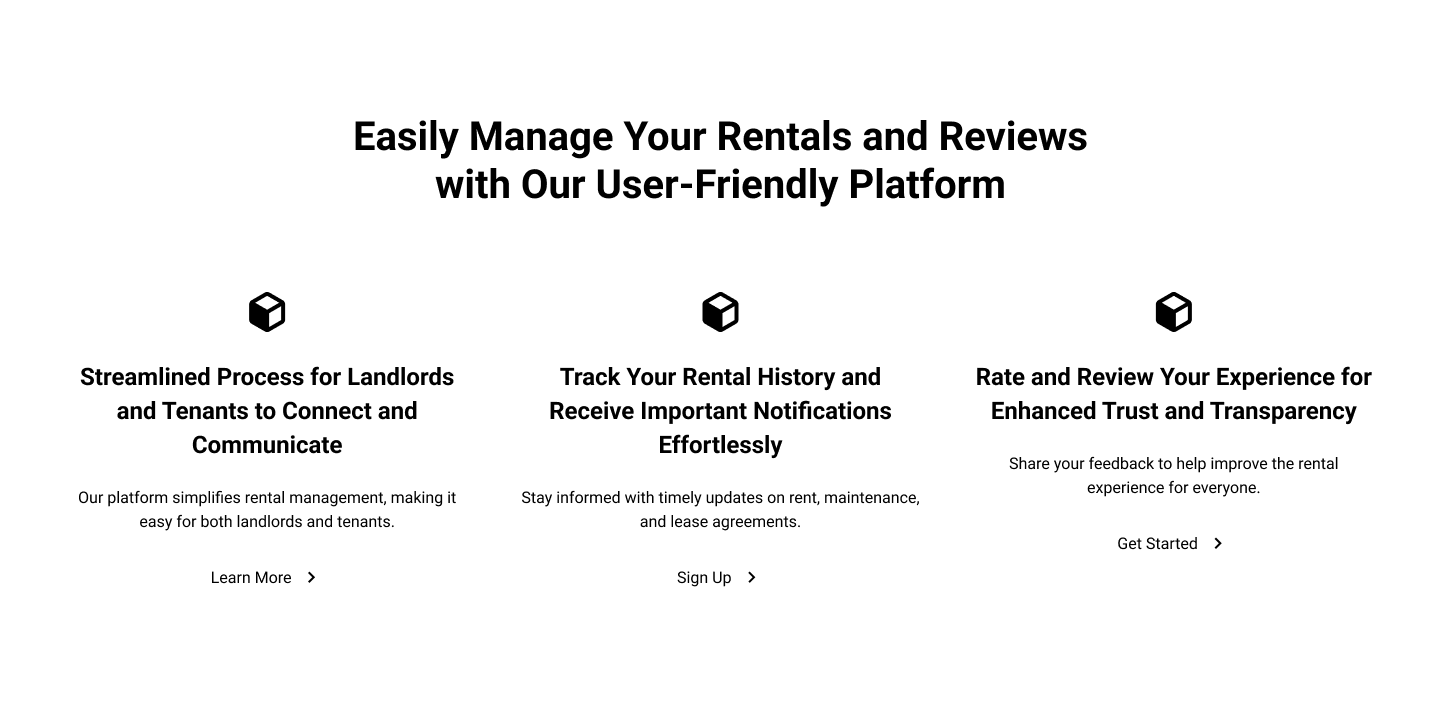 Easily Manage Your Rentals and Reviews
with Our User-Friendly Platform
Streamlined Process for Landlords
and Tenants to Connect and
Communicate
Our platform simplifies rental management, making it
easy for both landlords and tenants.
Learn More
Track Your Rental History and
Receive Important Notifications
Effortlessly
Stay informed with timely updates on rent, maintenance,
and lease agreements.
Sign Up
Rate and Review Your Experience for
Enhanced Trust and Transparency
Share your feedback to help improve the rental
experience for everyone.
Get Started